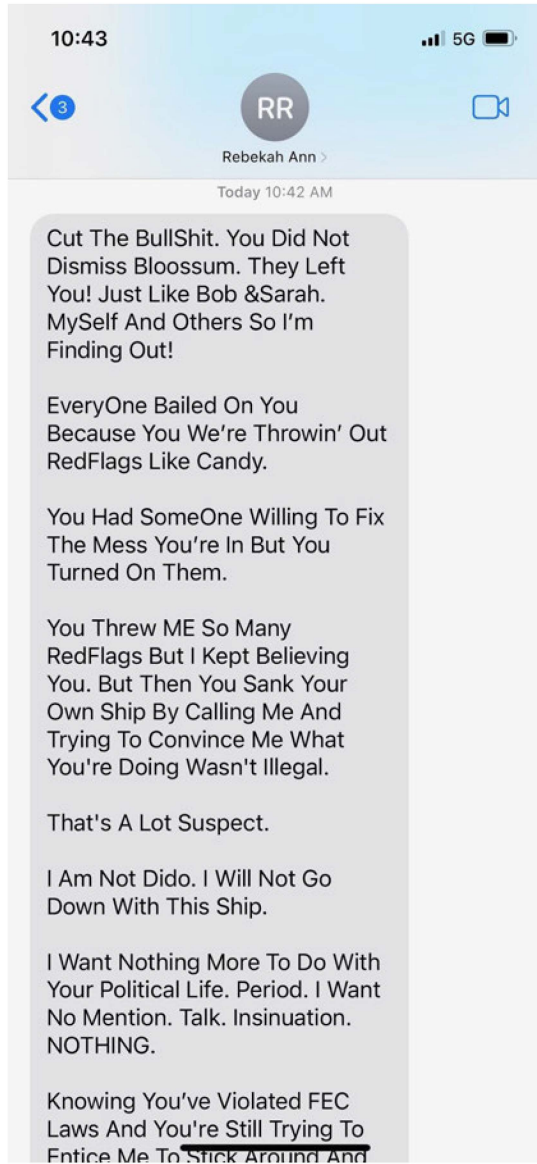 10:43
5G
3
RR
Rebekah Ann
Today 10:42 AM
Cut The BullShit. You Did Not
Dismiss Bloossum. They Left
You! Just Like Bob &Sarah.
MySelf And Others So I'm
Finding Out!
EveryOne Bailed On You
Because You We're Throwin' Out
RedFlags Like Candy.
You Had SomeOne Willing To Fix
The Mess You're In But You
Turned On Them.
You Threw ME So Many
RedFlags But I Kept Believing
You. But Then You Sank Your
Own Ship By Calling Me And
Trying To Convince Me What
You're Doing Wasn't Illegal.
That's A Lot Suspect.
I Am Not Dido. I Will Not Go
Down With This Ship.
I Want Nothing More To Do With
Your Political Life. Period. I Want
No Mention. Talk. Insinuation.
NOTHING.
Knowing You've Violated FEC
Laws And You're Still Trying To
Entice Me To Stick Around And